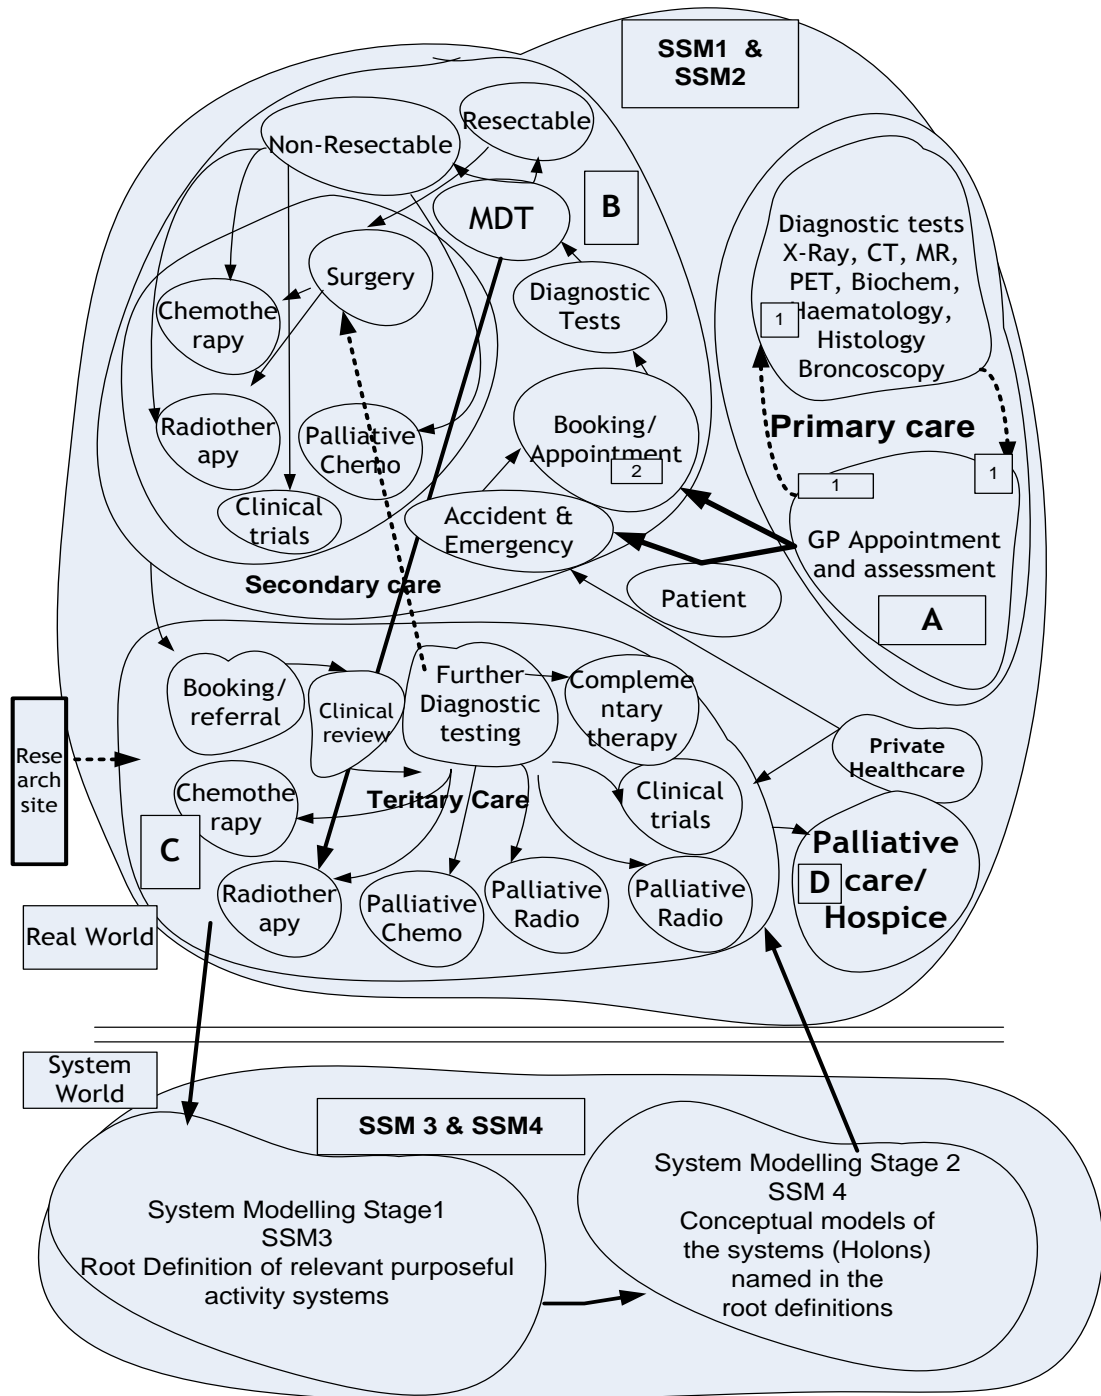 SSM1 &
SSM2
Resectable
Non-Resectable
MDT
B
Surgery
Diagnostic
Tests
Chemothe
rapy
Radiother
apy
Palliative
Chemo
Clinical
trials
Booking/
Appointment
2
Accident &
Emergency
Secondary care
Diagnostic tests
X-Ray, CT, MR,
PET, Biochem,
Haematology,
Histology
Broncoscopy
1
Primary care
1
1
GP Appointment
and assessment
A
Patient
Booking/
referral
Clinical
review
Further
Diagnostic
testing
Compleme
ntary
therapy
Private
Healthcare
Rese
arch
site
Chemothe
rapy
Teritary Care
Clinical
trials
C
Radiother
apy
Palliative
Chemo
Palliative
Radio
Palliative
Radio
Palliative
D care/
Hospice
Real World
System
World
SSM 3 & SSM4
System Modelling Stage1
SSM3
Root Definition of relevant purposeful
activity systems
System Modelling Stage 2
SSM 4
Conceptual models of
the systems (Holons)
named in the
root definitions